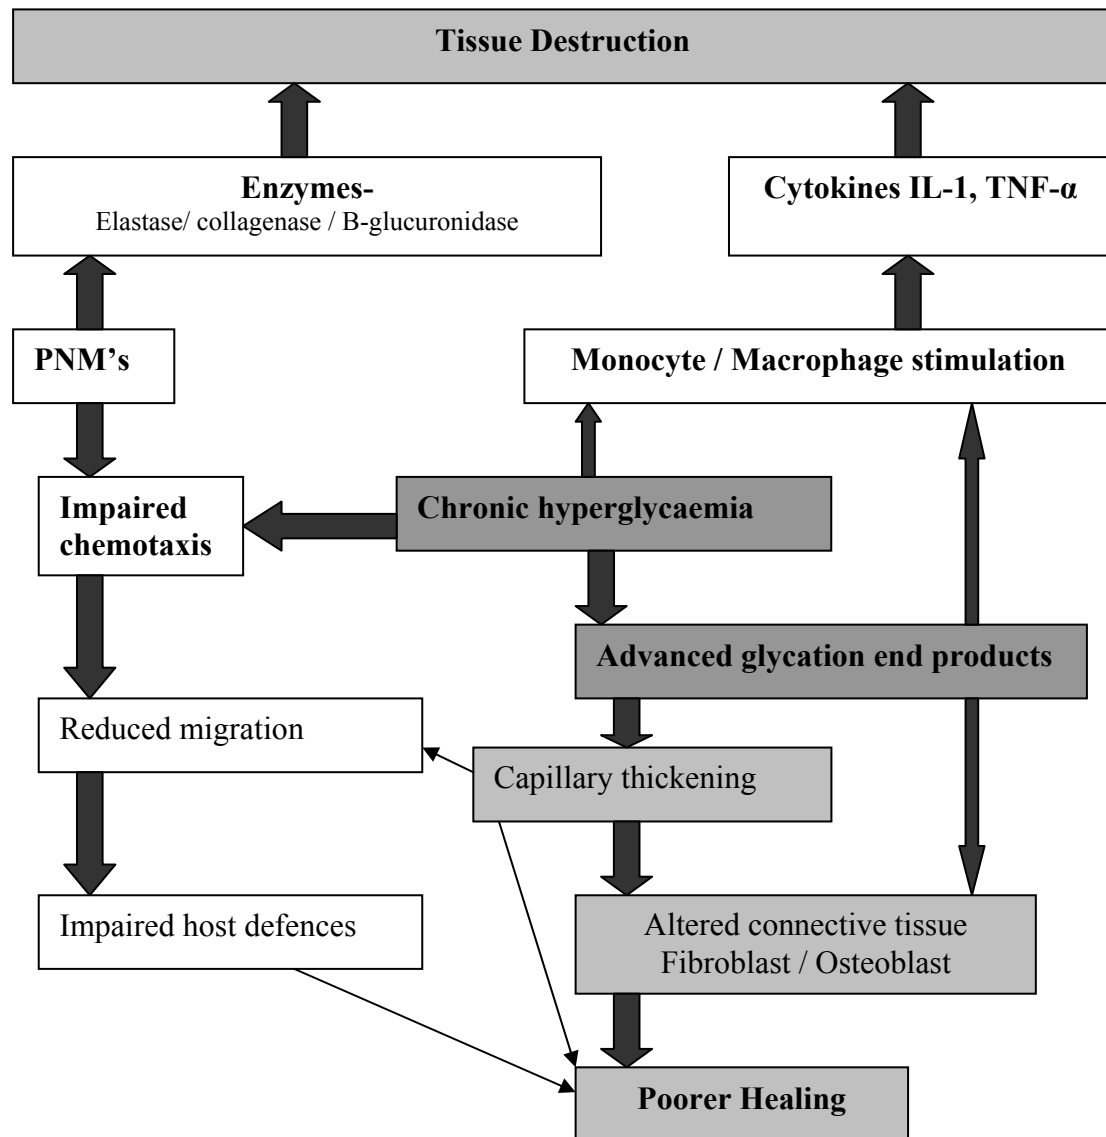 Tissue Destruction
Enzymes-
Elastase/ collagenase / B-glucuronidase
Cytokines IL-1, TNF-α
PNM’s
Monocyte / Macrophage stimulation
Impaired
chemotaxis
Chronic hyperglycaemia
Advanced glycation end products
Reduced migration
Capillary thickening
Impaired host defences
Altered connective tissue
Fibroblast / Osteoblast
Poorer Healing